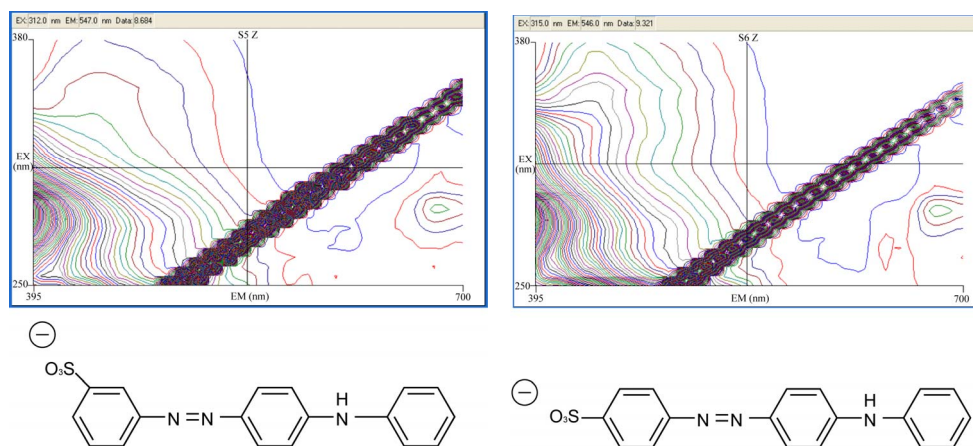 EX: 312.0 nm EM: 547.0 nm Data: 8.684
S5 Z
380
EX
(nm)
250
395
EM (nm)
700
EX: 315.0 nm EM: 546.0 nm Data: 9.321
S6 Z
380
EX
(nm)
250
395
EM (nm)
700
−
O₃S
N=N
H
N
−
O₃S
N=N
H
N